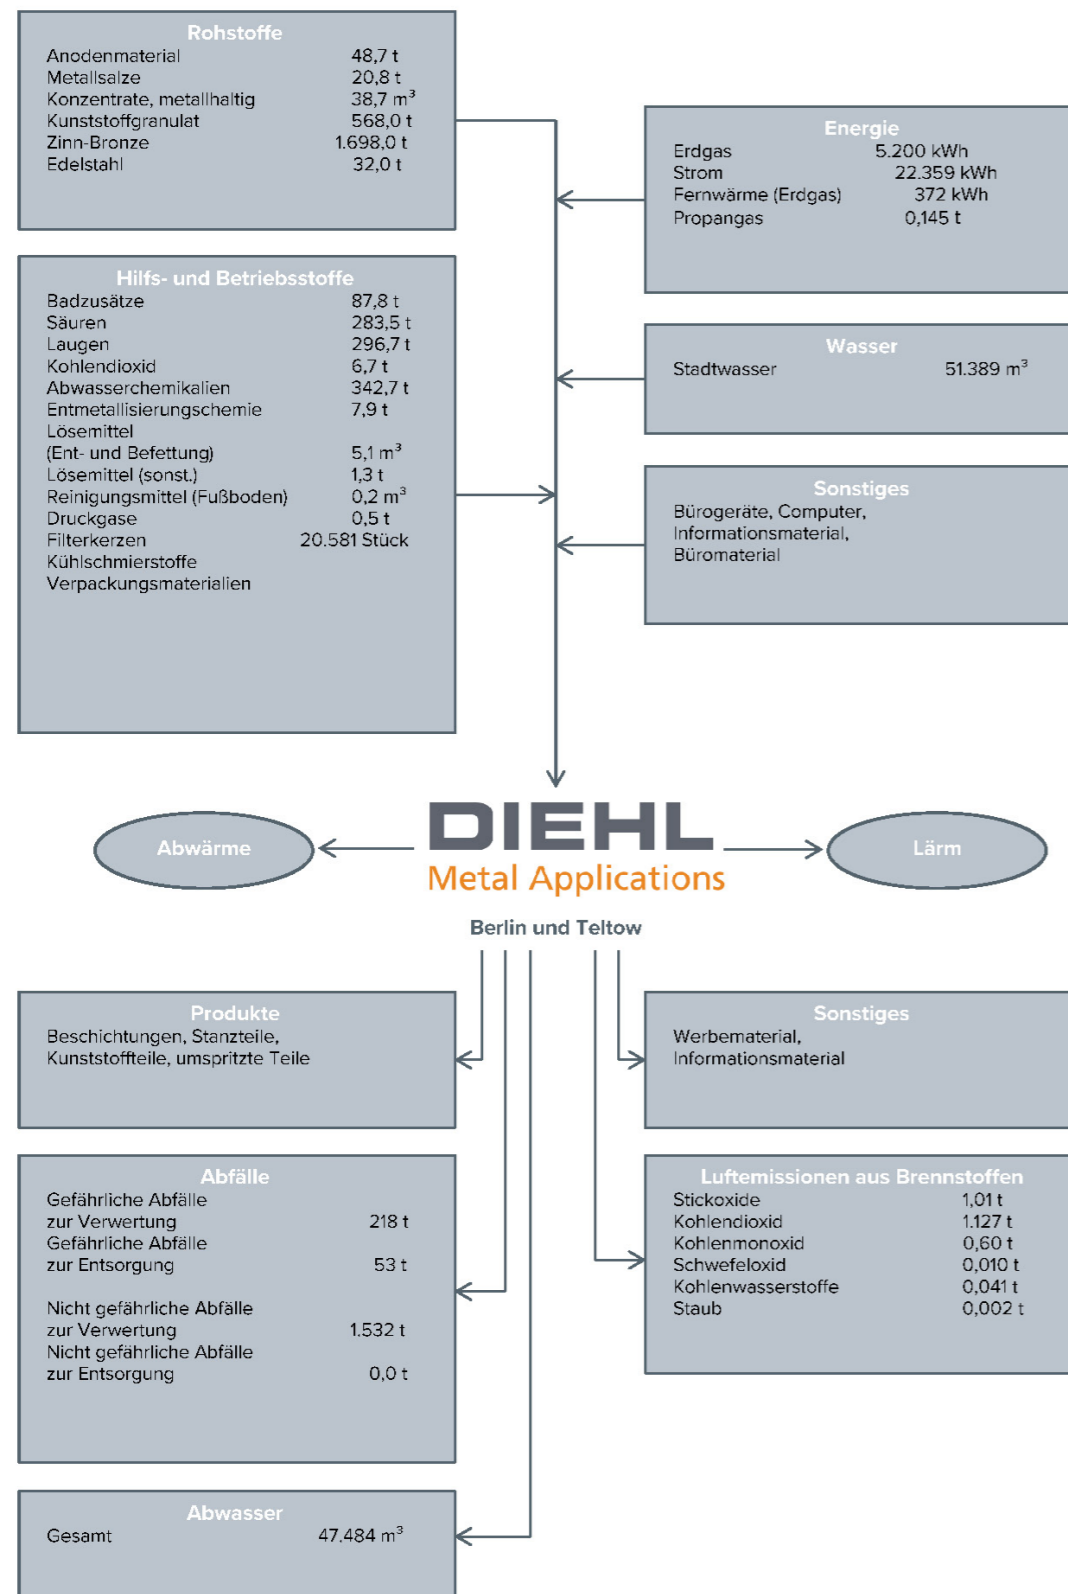 Rohstoffe
Anodenmaterial 48,7 t
Metallsalze 20,8 t
Konzentrate, metallhaltig 38,7 m³
Kunststoffgranulat 568,0 t
Zinn-Bronze 1.698,0 t
Edelstahl 32,0 t
Energie
Erdgas 5.200 kWh
Strom 22.359 kWh
Fernwärme (Erdgas) 372 kWh
Propangas 0,145 t
Hilfs- und Betriebsstoffe
Badzusätze 87,8 t
Säuren 283,5 t
Laugen 296,7 t
Kohlendioxid 6,7 t
Abwasserchemikalien 342,7 t
Entmetallisierungschemie 7,9 t
Lösemittel
(Ent- und Befettung) 5,1 m³
Lösemittel (sonst.) 1,3 t
Reinigungsmittel (Fußboden) 0,2 m³
Druckgase 0,5 t
Filterkerzen 20.581 Stück
Kühlschmierstoffe
Verpackungsmaterialien
Wasser
Stadtwasser 51.389 m³
Sonstiges
Bürogeräte, Computer,
Informationsmaterial,
Büromaterial
Abwärme
DIEHL
Metal Applications
Lärm
Berlin und Teltow
Produkte
Beschichtungen, Stanzteile,
Kunststoffteile, umspritzte Teile
Sonstiges
Werbematerial,
Informationsmaterial
Abfälle
Gefährliche Abfälle
zur Verwertung 218 t
Gefährliche Abfälle
zur Entsorgung 53 t
Nicht gefährliche Abfälle
zur Verwertung 1.532 t
Nicht gefährliche Abfälle
zur Entsorgung 0,0 t
Luftemissionen aus Brennstoffen
Stickoxide 1,01 t
Kohlendioxid 1.127 t
Kohlenmonoxid 0,60 t
Schwefeloxid 0,010 t
Kohlenwasserstoffe 0,041 t
Staub 0,002 t
Abwasser
Gesamt 47.484 m³